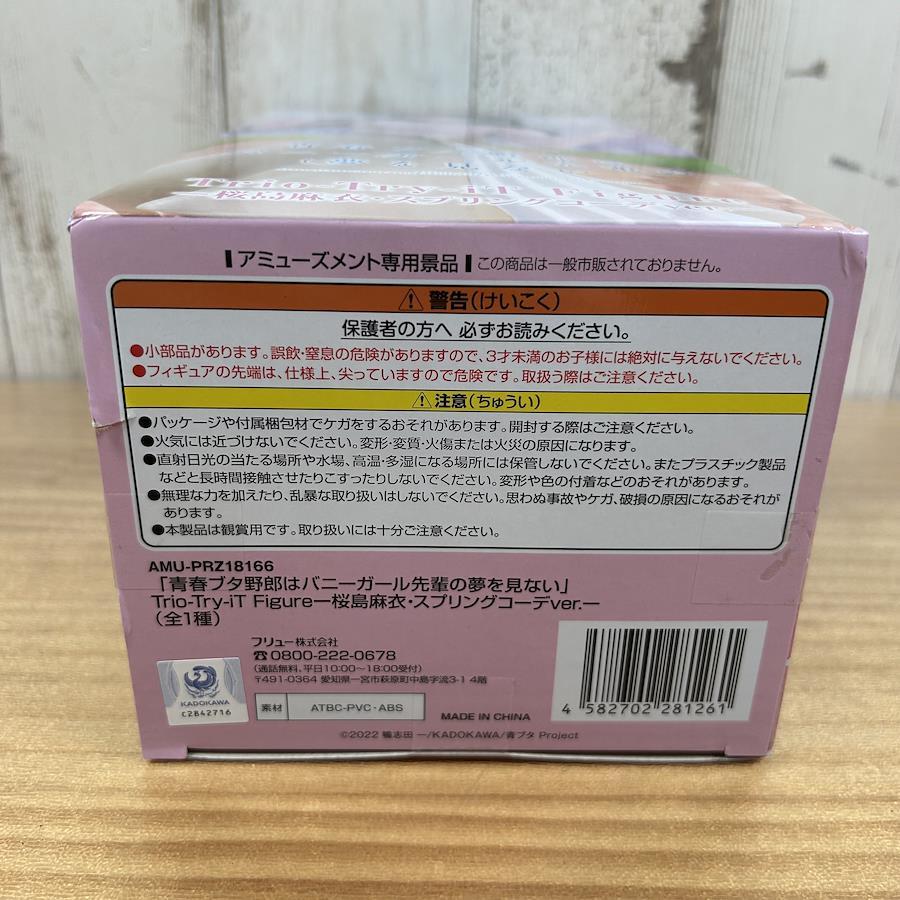 Trio-Try-iT Figure
桜島麻衣・スプリングコーデver.
アミューズメント専用景品 この商品は一般市販されておりません。
警告(けいこく)
保護者の方へ 必ずお読みください。
●小部品があります。誤飲・窒息の危険がありますので、3才未満のお子様には絶対に与えないでください。
●フィギュアの先端は、仕様上、尖っていますので危険です。取扱う際はご注意ください。
注意(ちゅうい)
●パッケージや付属梱包材でケガをするおそれがあります。開封する際はご注意ください。
●火気には近づけないでください。変形・変質・火傷または火災の原因になります。
●直射日光の当たる場所や水場、高温・多湿になる場所には保管しないでください。またプラスチック製品
などと長時間接触させたりこすったりしないでください。変形や色の付着などのおそれがあります。
●無理な力を加えたり、乱暴な取り扱いはしないでください。思わぬ事故やケガ、破損の原因になるおそれが
あります。
●本製品は観賞用です。取り扱いには十分ご注意ください。
AMU-PRZ18166
「青春ブタ野郎はバニーガール先輩の夢を見ない」
Trio-Try-iT Figureー桜島麻衣・スプリングコーデver.ー
(全1種)
フリュー株式会社
☎0800-222-0678
(通話無料、平日10:00～18:00受付)
〒491-0364 愛知県一宮市萩原町中島字流3-1 4階
KADOKAWA
C2B42716
素材 ATBC-PVC・ABS
MADE IN CHINA
4 582702 281261
©2022 鴨志田 一/KADOKAWA/青ブタ Project